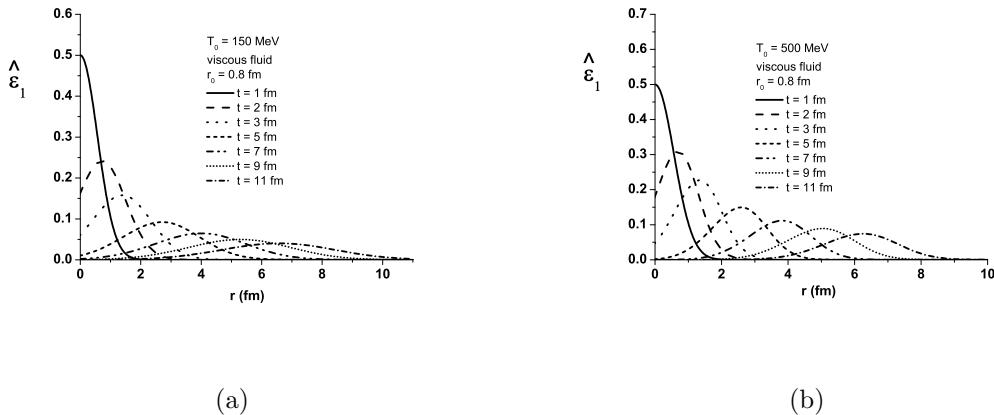 0.6
0.5
0.4
0.3
0.2
0.1
0.0
ε̂₁
T₀ = 150 MeV
viscous fluid
r₀ = 0.8 fm
t = 1 fm
t = 2 fm
t = 3 fm
t = 5 fm
t = 7 fm
t = 9 fm
t = 11 fm
0 2 4 6 8 10
r (fm)
(a)
0.7
0.6
0.5
0.4
0.3
0.2
0.1
0.0
ε̂₁
T₀ = 500 MeV
viscous fluid
r₀ = 0.8 fm
t = 1 fm
t = 2 fm
t = 3 fm
t = 5 fm
t = 7 fm
t = 9 fm
t = 11 fm
0 2 4 6 8 10
r (fm)
(b)